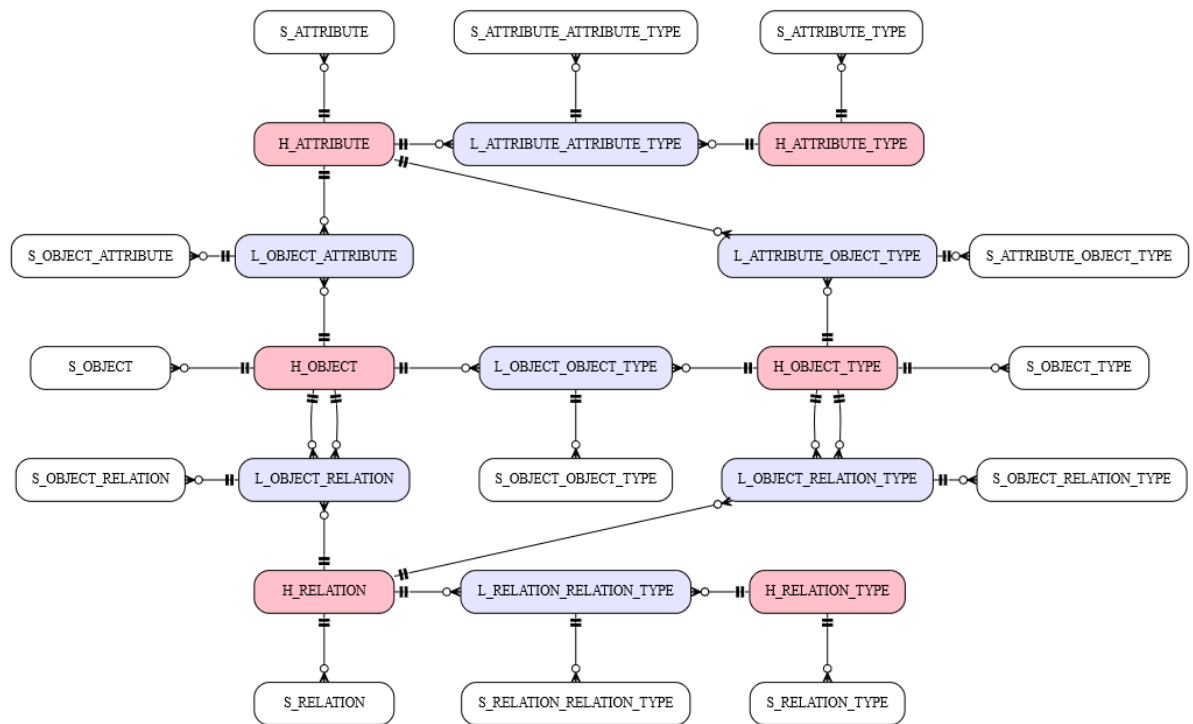 S_ATTRIBUTE
S_ATTRIBUTE_ATTRIBUTE_TYPE
S_ATTRIBUTE_TYPE
H_ATTRIBUTE
L_ATTRIBUTE_ATTRIBUTE_TYPE
H_ATTRIBUTE_TYPE
S_OBJECT_ATTRIBUTE
L_OBJECT_ATTRIBUTE
L_ATTRIBUTE_OBJECT_TYPE
S_ATTRIBUTE_OBJECT_TYPE
S_OBJECT
H_OBJECT
L_OBJECT_OBJECT_TYPE
H_OBJECT_TYPE
S_OBJECT_TYPE
S_OBJECT_RELATION
L_OBJECT_RELATION
S_OBJECT_OBJECT_TYPE
L_OBJECT_RELATION_TYPE
S_OBJECT_RELATION_TYPE
H_RELATION
L_RELATION_RELATION_TYPE
H_RELATION_TYPE
S_RELATION
S_RELATION_RELATION_TYPE
S_RELATION_TYPE